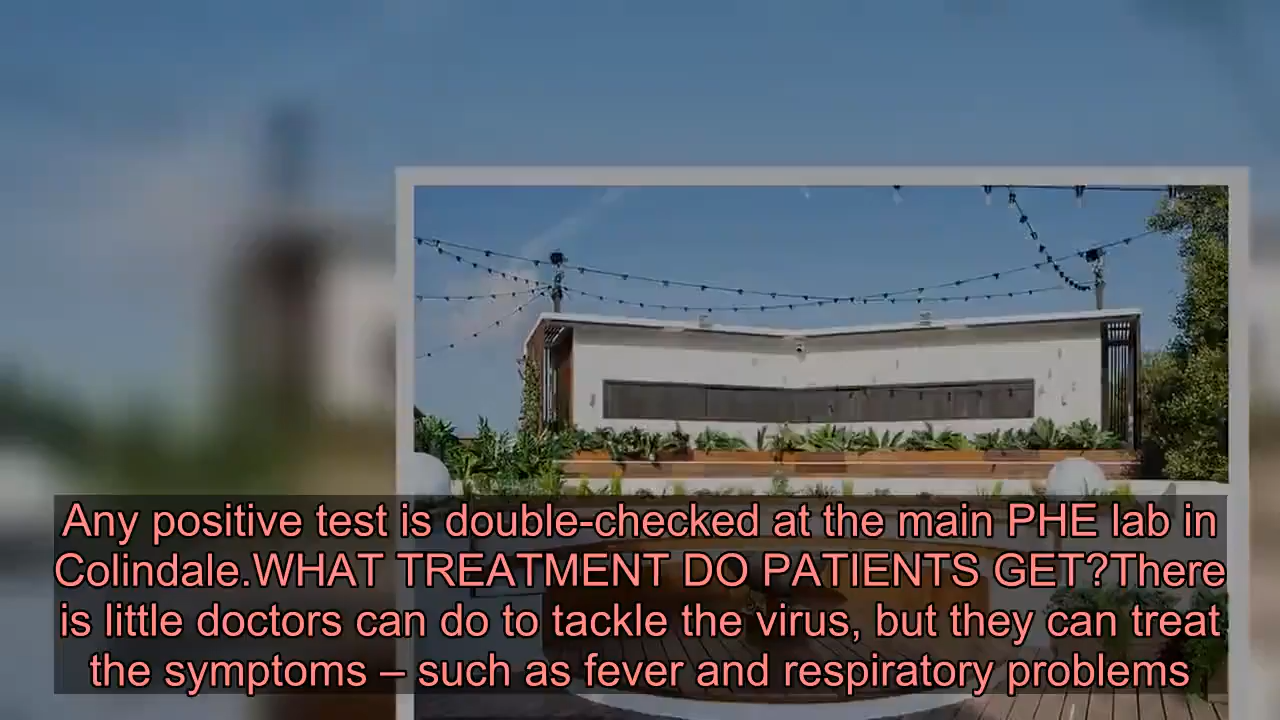 Any positive test is double-checked at the main PHE lab in
Colindale.WHAT TREATMENT DO PATIENTS GET?There
is little doctors can do to tackle the virus, but they can treat
the symptoms – such as fever and respiratory problems